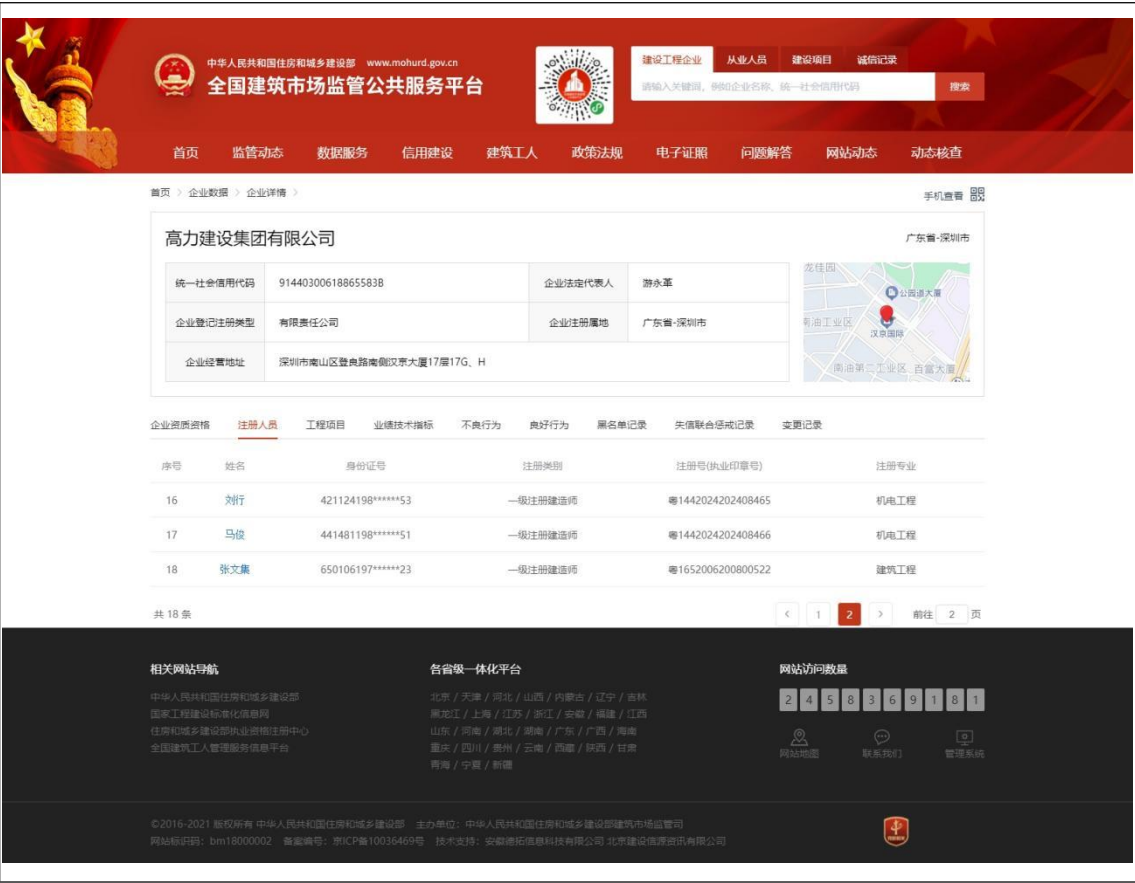 中华人民共和国住房和城乡建设部 www.mohurd.gov.cn
全国建筑市场监管公共服务平台
建设工程企业 从业人员 建设项目 诚信记录
请输入关键词，例如企业名称、统一社会信用代码 搜索
首页 监管动态 数据服务 信用建设 建筑工人 政策法规 电子证照 问题解答 网站动态 动态核查
首页 > 企业数据 > 企业详情 >
手机查看
高力建设集团有限公司
广东省-深圳市
统一社会信用代码 91440300618865583B 企业法定代表人 游永革
企业登记注册类型 有限责任公司 企业注册属地 广东省-深圳市
企业经营地址 深圳市南山区登良路南侧汉京大厦17层17G、H
龙佳园
公园道大厦
南油工业区
汉京国际
南油第二工业区 百富大厦
企业资质资格 注册人员 工程项目 业绩技术指标 不良行为 良好行为 黑名单记录 失信联合惩戒记录 变更记录
序号 姓名 身份证号 注册类别 注册号(执业印章号) 注册专业
16 刘行 421124198******53 一级注册建造师 粤1442024202408465 机电工程
17 马俊 441481198******51 一级注册建造师 粤1442024202408466 机电工程
18 张文集 650106197******23 一级注册建造师 粤1652006200800522 建筑工程
共 18 条
< 1 2 > 前往 2 页
相关网站导航
中华人民共和国住房和城乡建设部
国家工程建设标准化信息网
住房和城乡建设部执业资格注册中心
全国建筑工人管理服务信息平台
各省级一体化平台
北京 / 天津 / 河北 / 山西 / 内蒙古 / 辽宁 / 吉林
黑龙江 / 上海 / 江苏 / 浙江 / 安徽 / 福建 / 江西
山东 / 河南 / 湖北 / 湖南 / 广东 / 广西 / 海南
重庆 / 四川 / 贵州 / 云南 / 西藏 / 陕西 / 甘肃
青海 / 宁夏 / 新疆
网站访问数量
2 4 5 8 3 6 9 1 8 1
网站地图 联系我们 管理系统
©2016-2021 版权所有 中华人民共和国住房和城乡建设部 主办单位：中华人民共和国住房和城乡建设部建筑市场监管司
网站标识码：bm18000002 备案编号：京ICP备10036469号 技术支持：安徽德拓信息科技有限公司 北京建设信源资讯有限公司